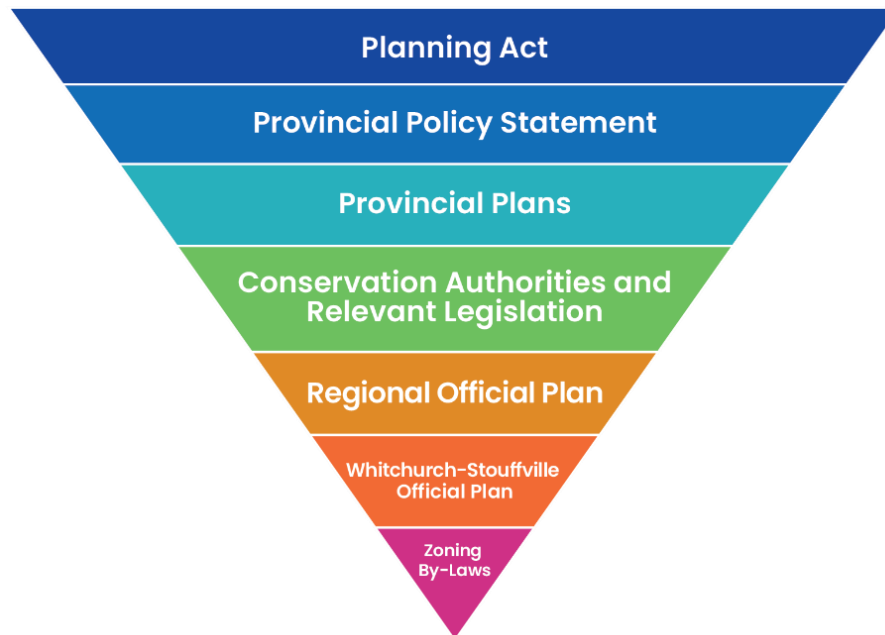 Planning Act
Provincial Policy Statement
Provincial Plans
Conservation Authorities and
Relevant Legislation
Regional Official Plan
Whitchurch-Stouffville
Official Plan
Zoning
By-Laws